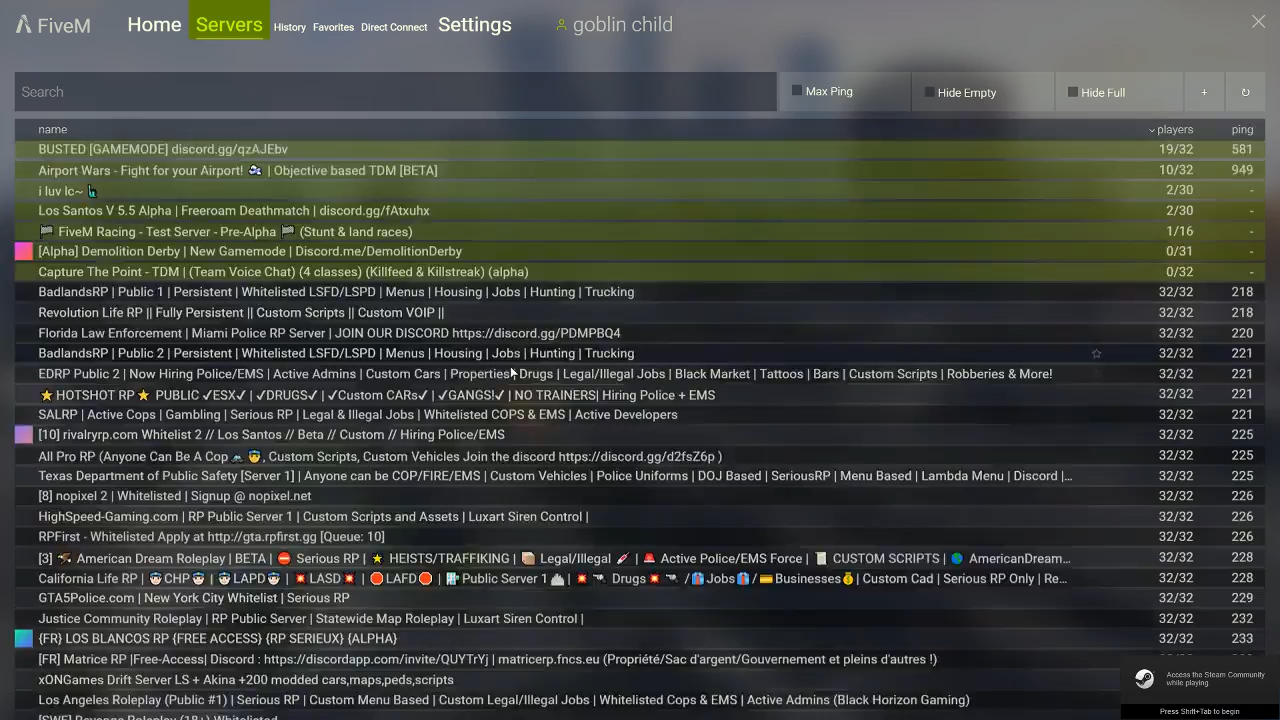 FiveM Home Servers History Favorites Direct Connect Settings goblin child
Search Max Ping Hide Empty Hide Full +
name players ping
BUSTED [GAMEMODE] discord.gg/qzAJEbv 19/32 581
Airport Wars - Fight for your Airport! | Objective based TDM [BETA] 10/32 949
i luv lc~ 2/30 -
Los Santos V 5.5 Alpha | Freeroam Deathmatch | discord.gg/fAtxuhx 2/30 -
FiveM Racing - Test Server - Pre-Alpha (Stunt & land races) 1/16 -
[Alpha] Demolition Derby | New Gamemode | Discord.me/DemolitionDerby 0/31 -
Capture The Point - TDM | (Team Voice Chat) (4 classes) (Killfeed & Killstreak) (alpha) 0/32 -
BadlandsRP | Public 1 | Persistent | Whitelisted LSFD/LSPD | Menus | Housing | Jobs | Hunting | Trucking 32/32 218
Revolution Life RP || Fully Persistent || Custom Scripts || Custom VOIP || 32/32 218
Florida Law Enforcement | Miami Police RP Server | JOIN OUR DISCORD https://discord.gg/PDMPBQ4 32/32 220
BadlandsRP | Public 2 | Persistent | Whitelisted LSFD/LSPD | Menus | Housing | Jobs | Hunting | Trucking 32/32 221
EDRP Public 2 | Now Hiring Police/EMS | Active Admins | Custom Cars | Properties | Drugs | Legal/Illegal Jobs | Black Market | Tattoos | Bars | Custom Scripts | Robberies & More! 32/32 221
⭐ HOTSHOT RP ⭐ PUBLIC ✓ESX✓ | ✓DRUGS✓ | ✓Custom CARs✓ | ✓GANGS!✓ | NO TRAINERS| Hiring Police + EMS 32/32 221
SALRP | Active Cops | Gambling | Serious RP | Legal & Illegal Jobs | Whitelisted COPS & EMS | Active Developers 32/32 221
[10] rivalryrp.com Whitelist 2 // Los Santos // Beta // Custom // Hiring Police/EMS 32/32 225
All Pro RP (Anyone Can Be A Cop , Custom Scripts, Custom Vehicles Join the discord https://discord.gg/d2fsZ6p ) 32/32 225
Texas Department of Public Safety [Server 1] | Anyone can be COP/FIRE/EMS | Custom Vehicles | Police Uniforms | DOJ Based | SeriousRP | Menu Based | Lambda Menu | Discord |... 32/32 225
[8] nopixel 2 | Whitelisted | Signup @ nopixel.net 32/32 226
HighSpeed-Gaming.com | RP Public Server 1 | Custom Scripts and Assets | Luxart Siren Control | 32/32 226
RPFirst - Whitelisted Apply at http://gta.rpfirst.gg [Queue: 10] 32/32 226
[3] American Dream Roleplay | BETA | Serious RP | HEISTS/TRAFFIKING | Legal/Illegal | Active Police/EMS Force | CUSTOM SCRIPTS | AmericanDream... 32/32 228
California Life RP | CHP | LAPD | LASD | LAFD | Public Server 1 | Drugs / Jobs / Businesses | Custom Cad | Serious RP Only | Re... 32/32 228
GTA5Police.com | New York City Whitelist | Serious RP 32/32 229
Justice Community Roleplay | RP Public Server | Statewide Map Roleplay | Luxart Siren Control | 32/32 232
{FR} LOS BLANCOS RP {FREE ACCESS} {RP SERIEUX} {ALPHA} 32/32 233
[FR] Matrice RP |Free-Access| Discord : https://discordapp.com/invite/QUYTrYj | matricerp.fncs.eu (Propriété/Sac d'argent/Gouvernement et pleins d'autres !)
xONGames Drift Server LS + Akina +200 modded cars,maps,peds,scripts
Los Angeles Roleplay (Public #1) | Serious RP | Custom Menu Based | Custom Legal/Illegal Jobs | Whitelisted Cops & EMS | Active Admins (Black Horizon Gaming)
Access the Steam Community
while playing
Press Shift+Tab to begin